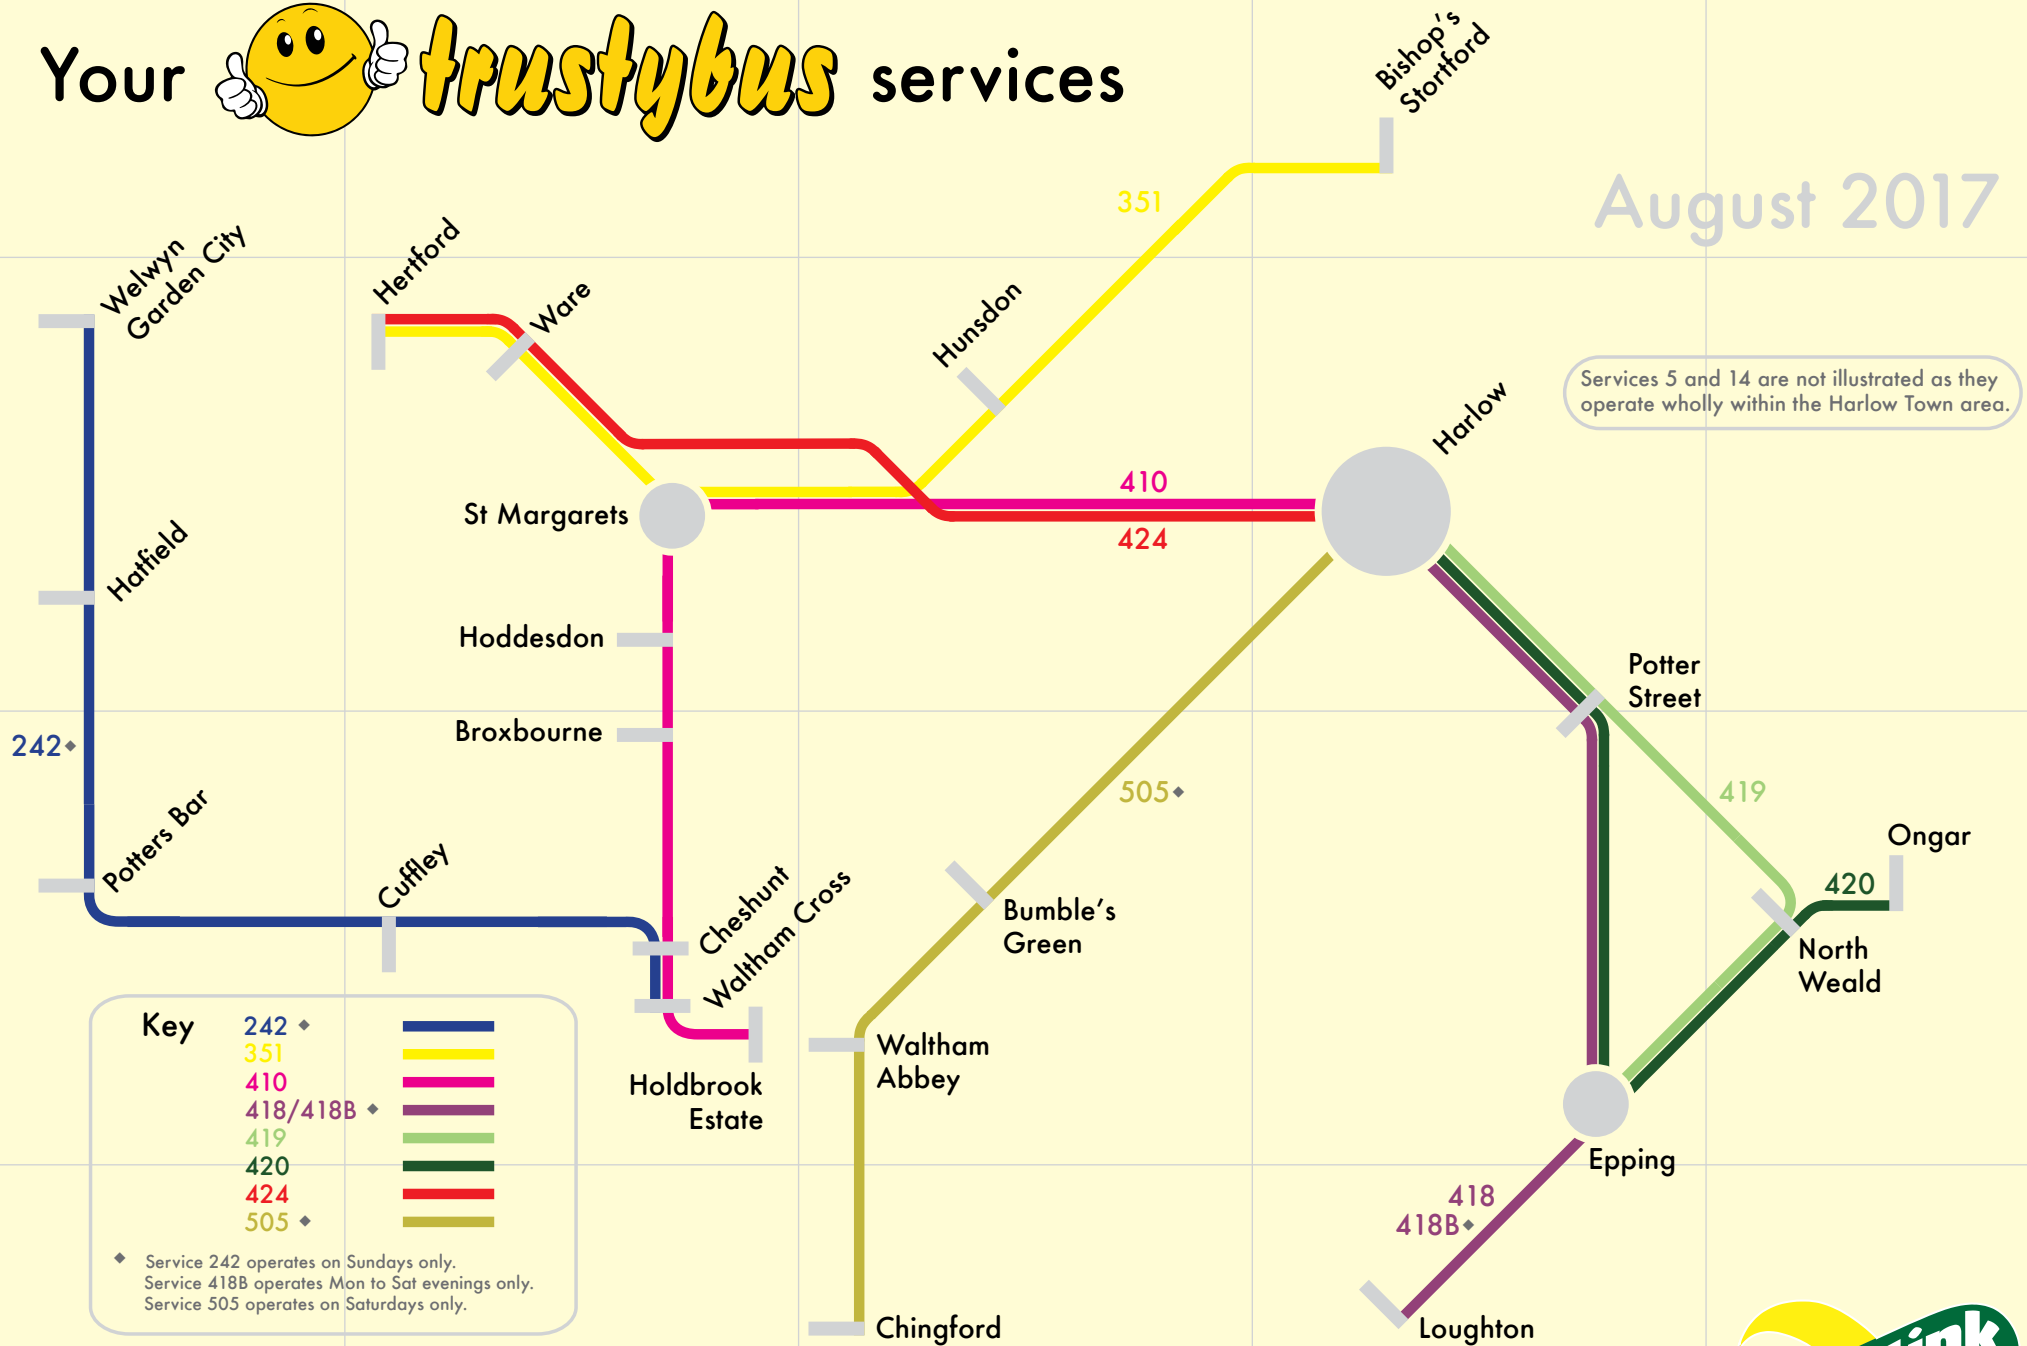 Your trustybus services
Bishop's
Stortford
351
August 2017
Welwyn
Garden City
Hertford
Ware
Hunsdon
Services 5 and 14 are not illustrated as they
operate wholly within the Harlow Town area.
Harlow
410
St Margarets
424
Hatfield
Hoddesdon
Potter
Street
Broxbourne
242
505
419
Potters Bar
Cuffley
Ongar
420
Cheshunt
Waltham Cross
Bumble's
Green
North
Weald
Waltham
Abbey
Holdbrook
Estate
Epping
418
418B
Loughton
Chingford
Key
242
351
410
418/418B
419
420
424
505
Service 242 operates on Sundays only.
Service 418B operates Mon to Sat evenings only.
Service 505 operates on Saturdays only.